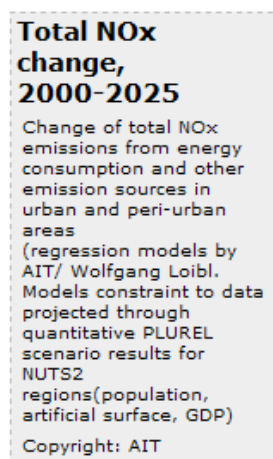 Total NOx
change,
2000-2025
Change of total NOx
emissions from energy
consumption and other
emission sources in
urban and peri-urban
areas
(regression models by
AIT/ Wolfgang Loibl.
Models constraint to data
projected through
quantitative PLUREL
scenario results for
NUTS2
regions(population,
artificial surface, GDP)
Copyright: AIT